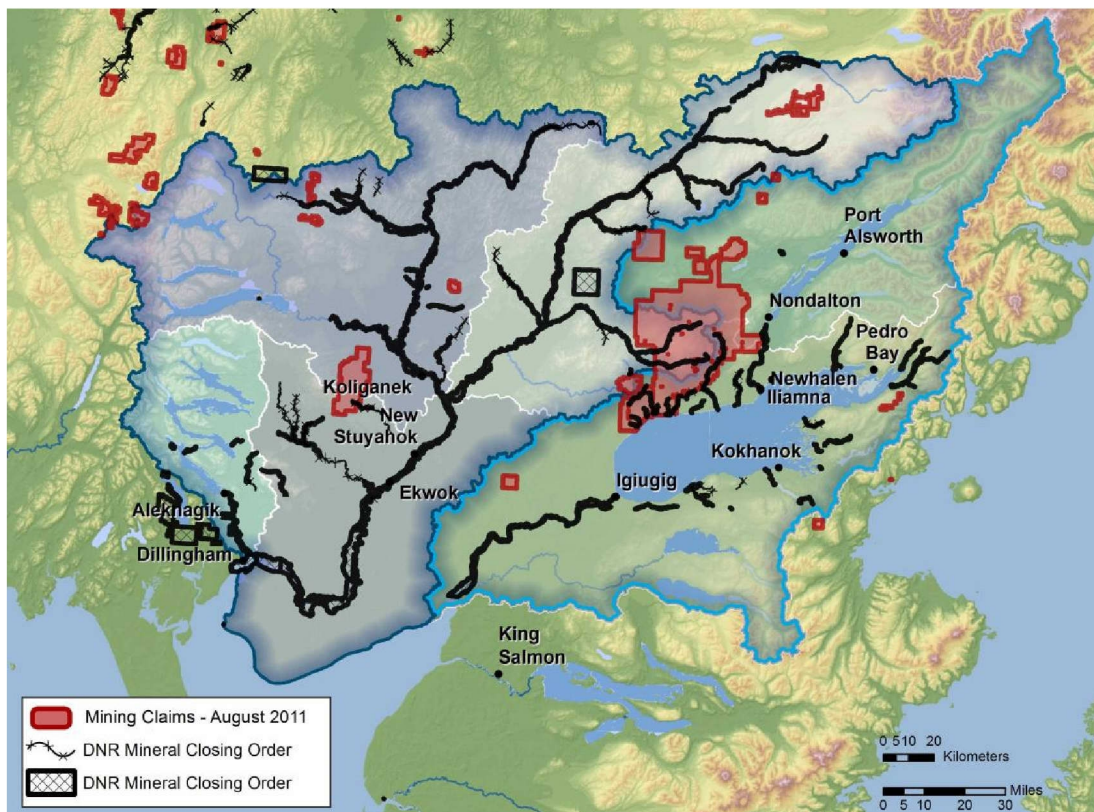 Port
Alsworth
Nondalton
Pedro
Bay
Koliganek
Newhalen
Iliamna
New
Stuyahok
Kokhanok
Igiugig
Ekwok
Aleknagik
Dillingham
King
Salmon
Mining Claims - August 2011
DNR Mineral Closing Order
DNR Mineral Closing Order
0 5 10 20
Kilometers
Miles
0 5 10 20 30